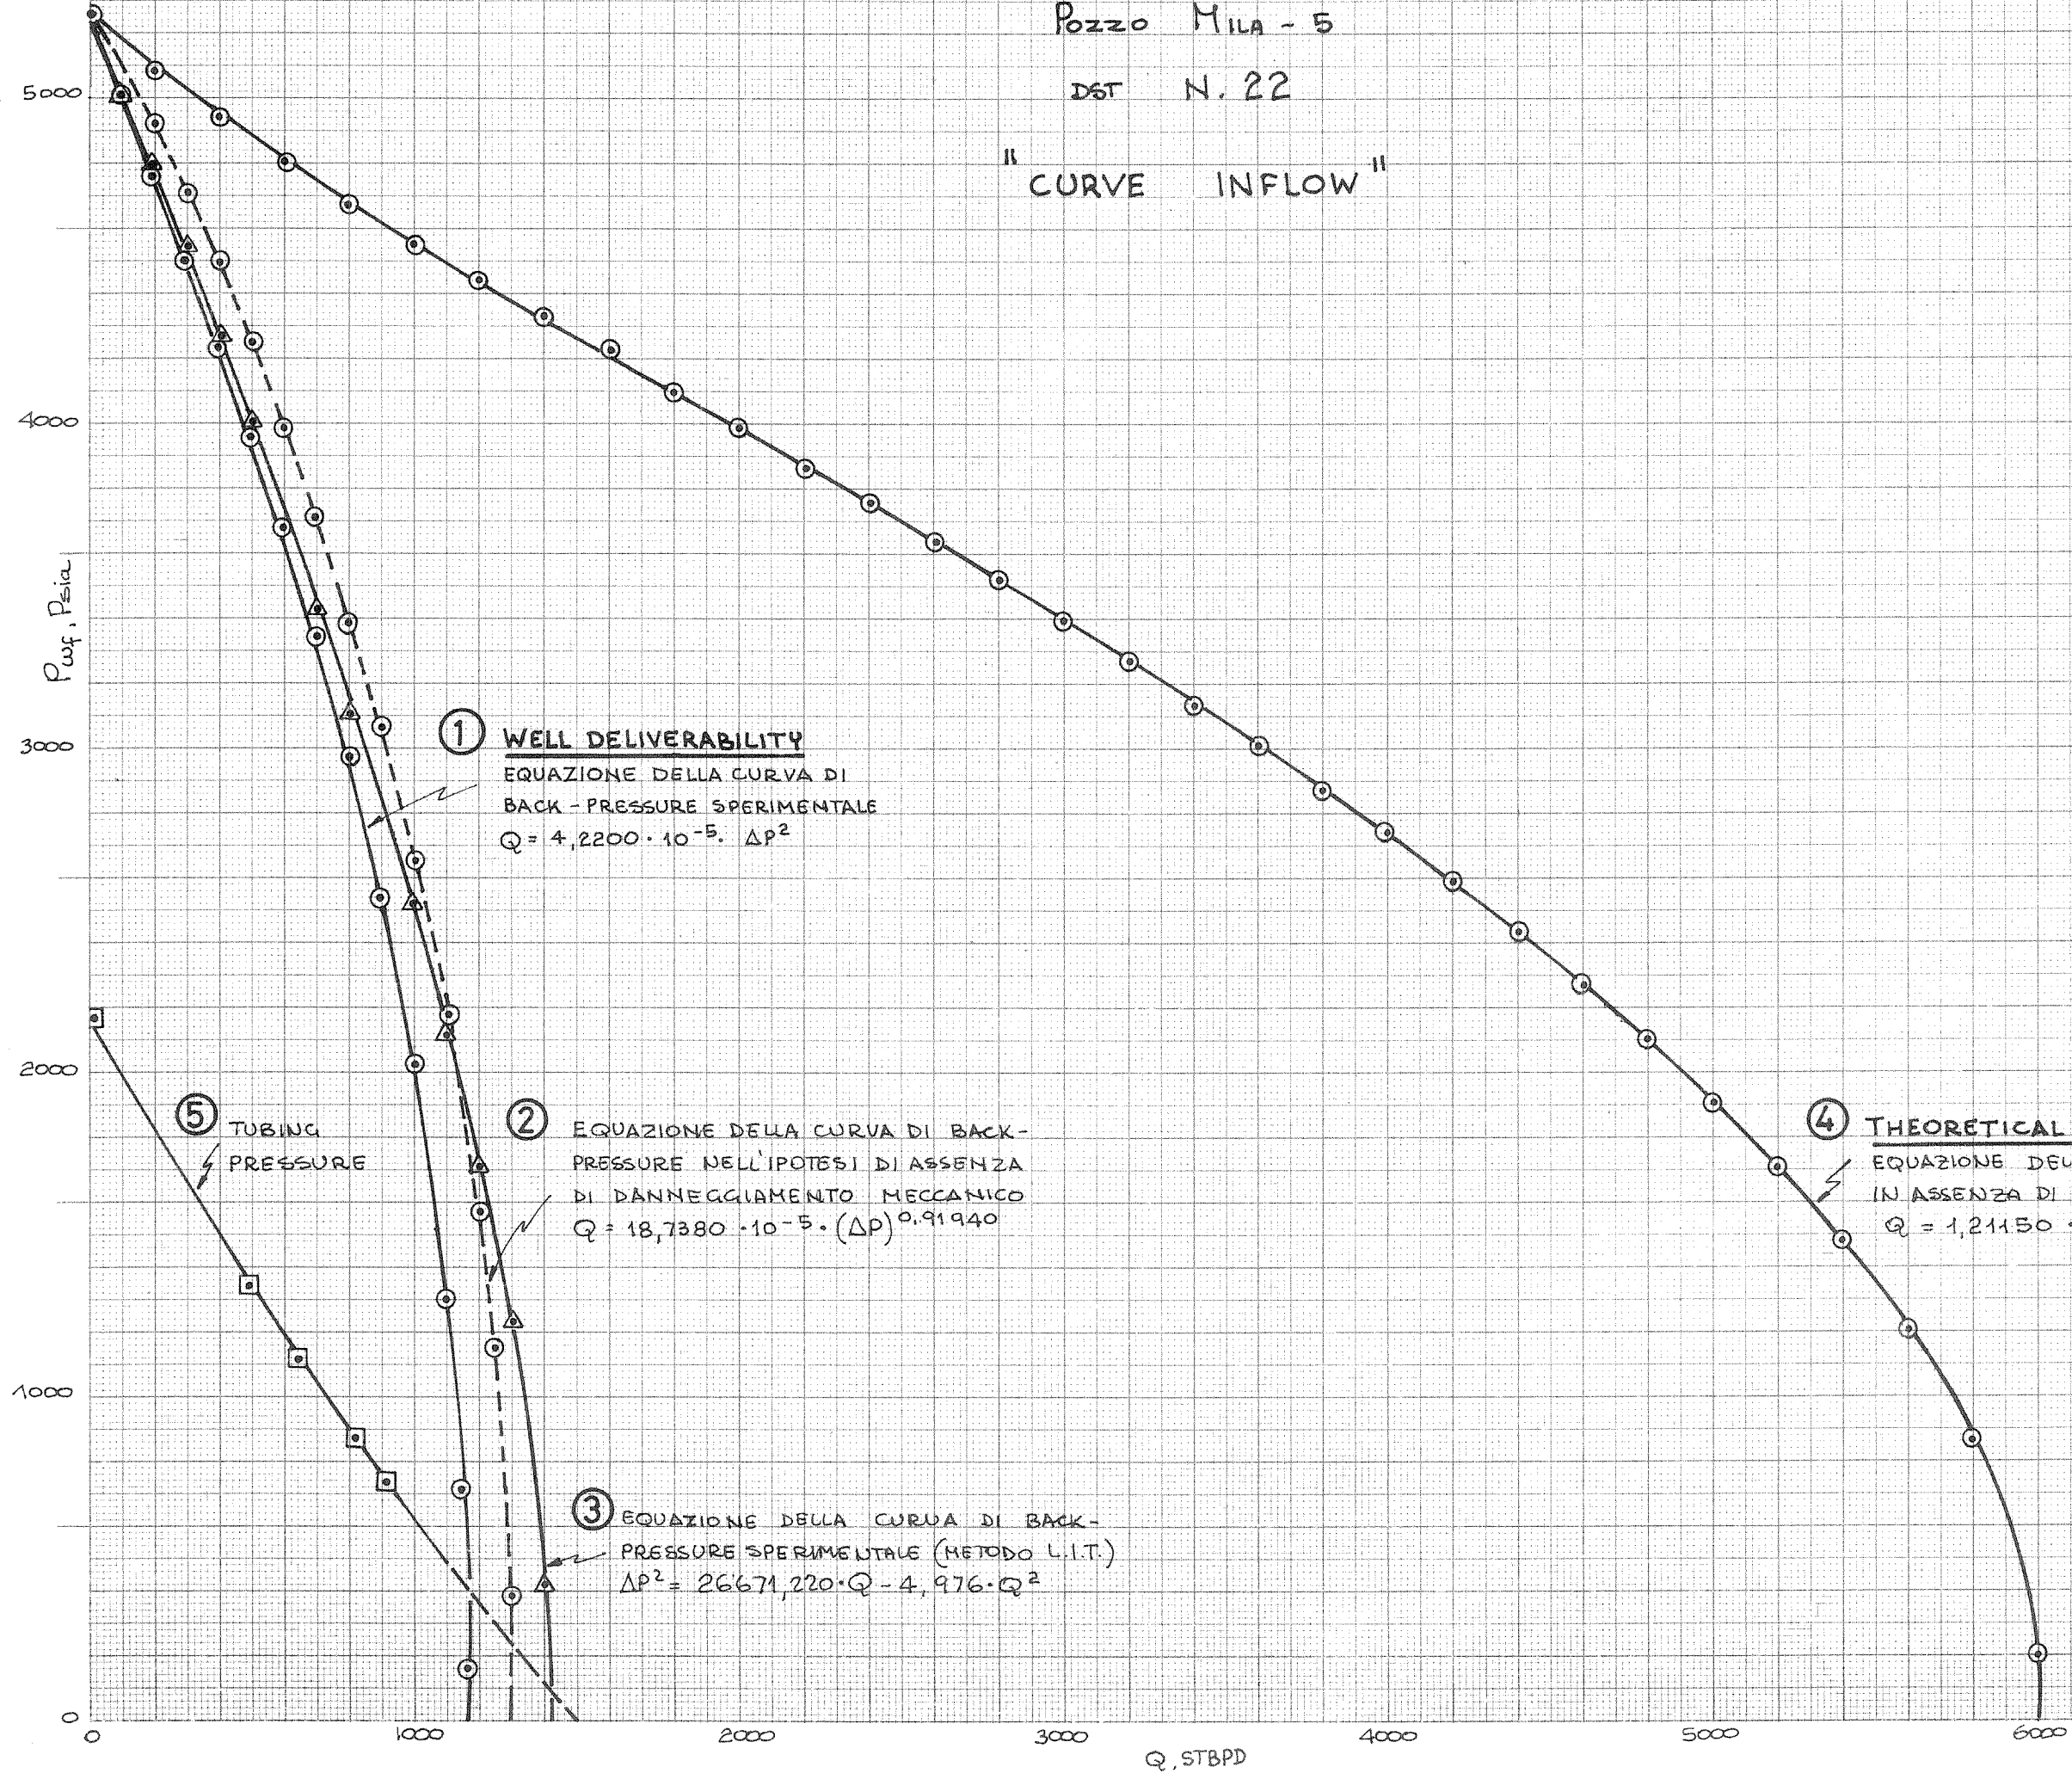 Pozzo MILA - 5
DST N. 22
" CURVE INFLOW "
5000
4000
3000
2000
1000
0
Pwf, Psia
① WELL DELIVERABILITY
EQUAZIONE DELLA CURVA DI
BACK - PRESSURE SPERIMENTALE
Q = 4,2200 · 10⁻⁵ · ΔP²
⑤ TUBING
PRESSURE
② EQUAZIONE DELLA CURVA DI BACK-
PRESSURE NELL'IPOTESI DI ASSENZA
DI DANNEGGIAMENTO MECCANICO
Q = 18,7380 · 10⁻⁵ · (ΔP)⁰·⁹¹⁹⁴⁰
④ THEORETICAL
EQUAZIONE DEL
IN ASSENZA DI
Q = 1,21150
③ EQUAZIONE DELLA CURVA DI BACK-
PRESSURE SPERIMENTALE (METODO L.I.T.)
ΔP² = 26671,220 · Q - 4,976 · Q²
0 1000 2000 3000 4000 5000 6000
Q, STBPD